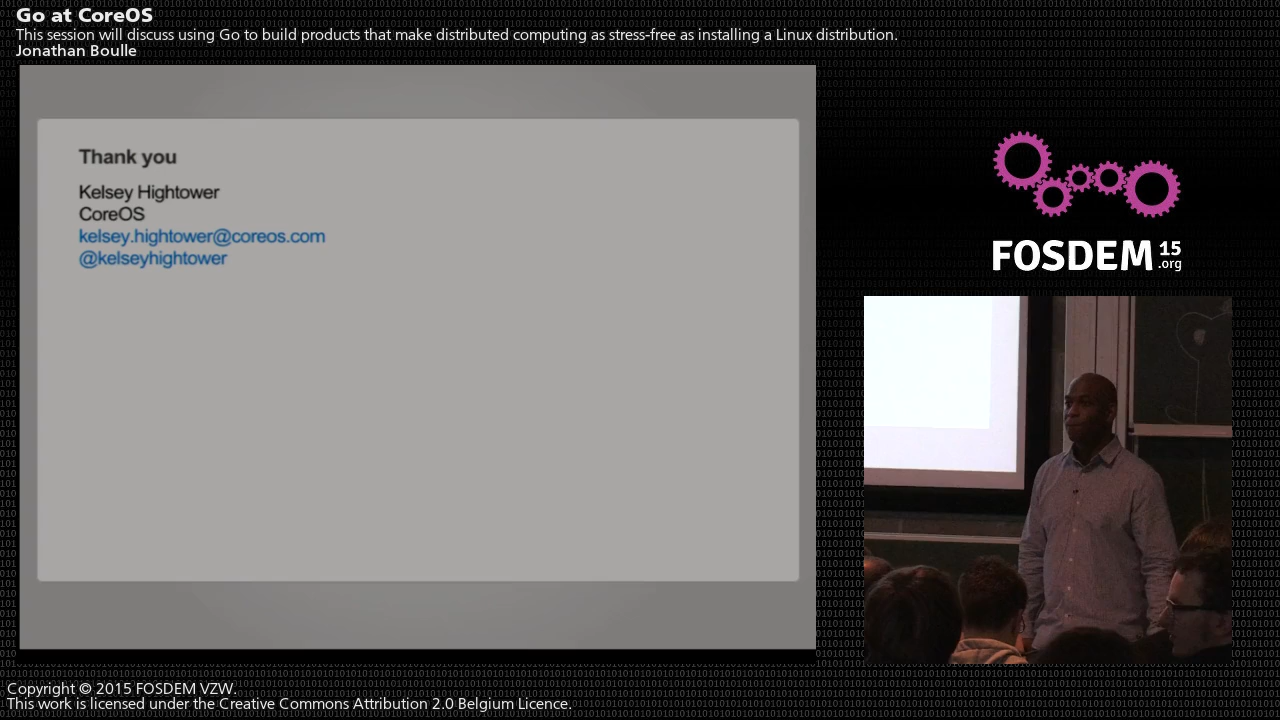 Go at CoreOS
This session will discuss using Go to build products that make distributed computing as stress-free as installing a Linux distribution.
Jonathan Boulle
Thank you
Kelsey Hightower
CoreOS
kelsey.hightower@coreos.com
@kelseyhightower
FOSDEM 15 .org
Copyright © 2015 FOSDEM VZW.
This work is licensed under the Creative Commons Attribution 2.0 Belgium Licence.